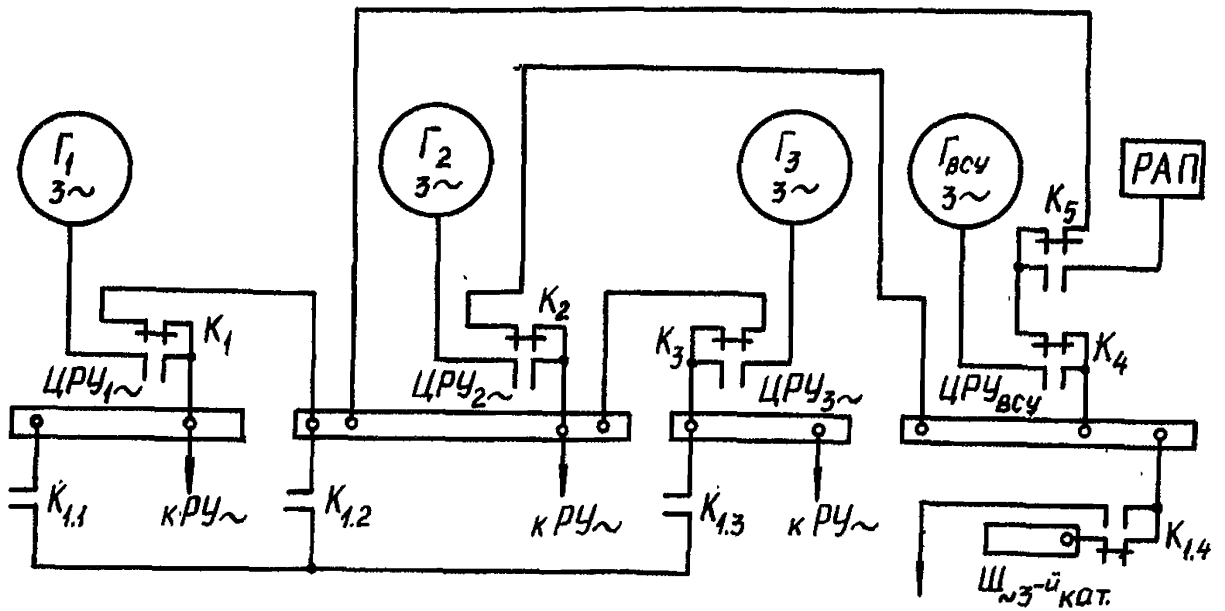 Г1
3~
Г2
3~
Г3
3~
ГВСУ
3~
РАП
К5
К1
К2
К3
К4
ЦРУ1~
ЦРУ2~
ЦРУ3~
ЦРУВСУ
К1.1
к РУ~
К1.2
к РУ~
К1.3
к РУ~
К1.4
Ш~3-й кат.